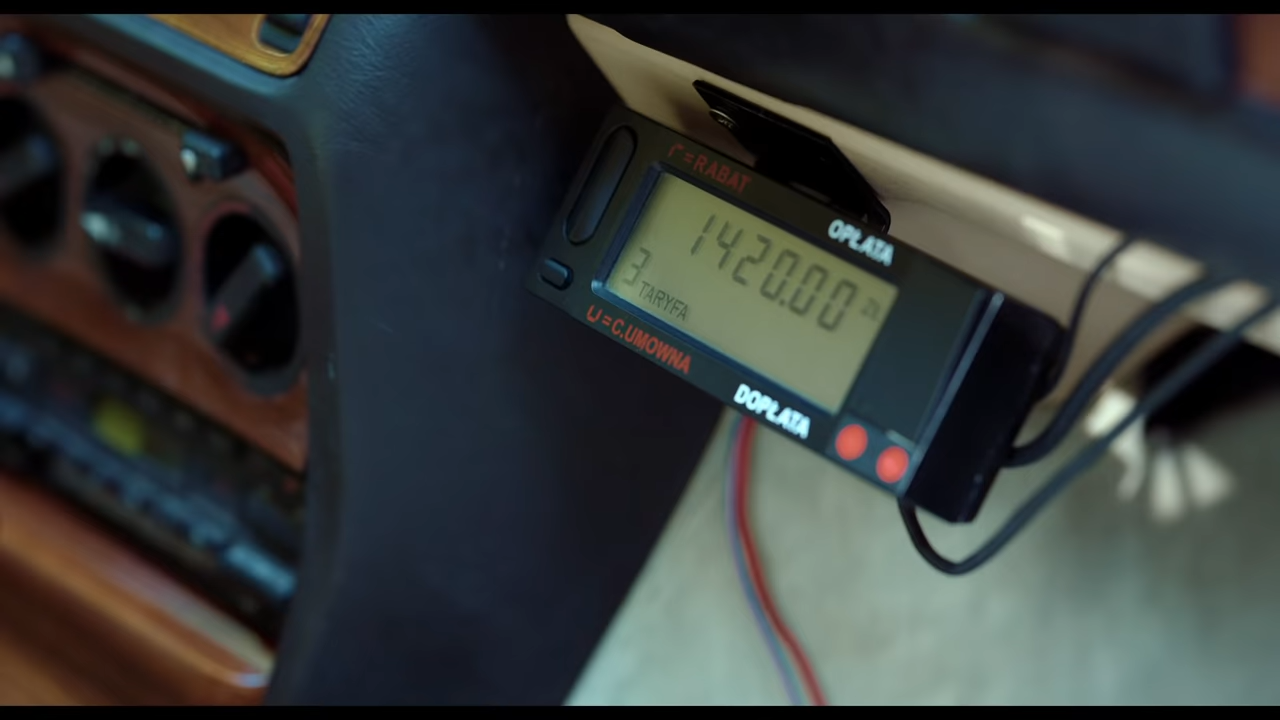 r=RABAT
OPŁATA
1420.00 ZŁ
3 TARYFA
U=C.UMOWNA
DOPŁATA